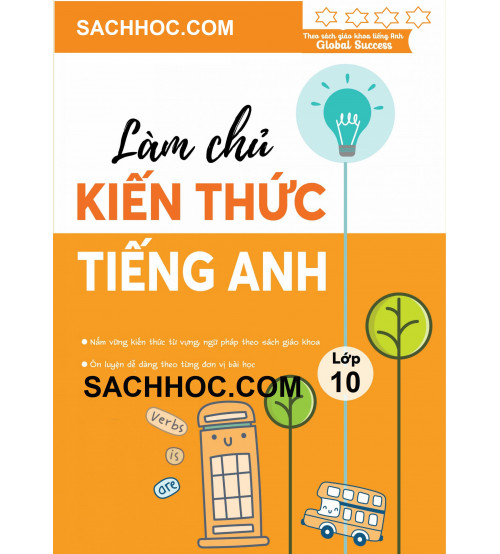 SACHHOC.COM
Theo sách giáo khoa tiếng Anh
Global Success
Làm chủ
KIẾN THỨC
TIẾNG ANH
Nắm vững kiến thức từ vựng, ngữ pháp theo sách giáo khoa
Ôn luyện dễ dàng theo từng đơn vị bài học
Lớp
10
SACHHOC.COM
verbs
is
are